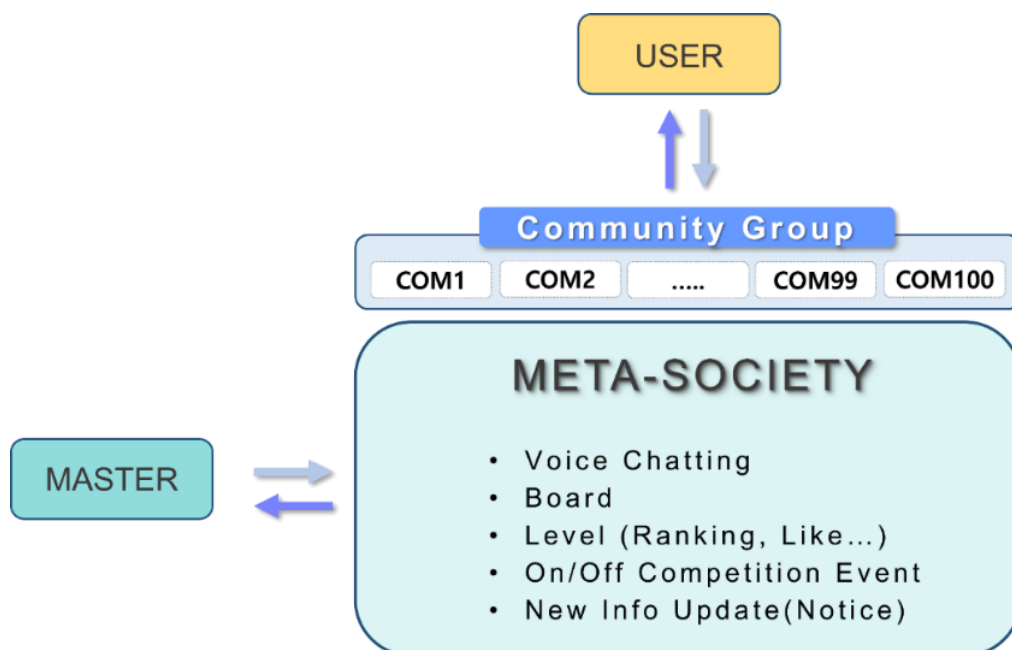 USER
Community Group
COM1 COM2 ..... COM99 COM100
META-SOCIETY
MASTER
• Voice Chatting
• Board
• Level (Ranking, Like...)
• On/Off Competition Event
• New Info Update(Notice)